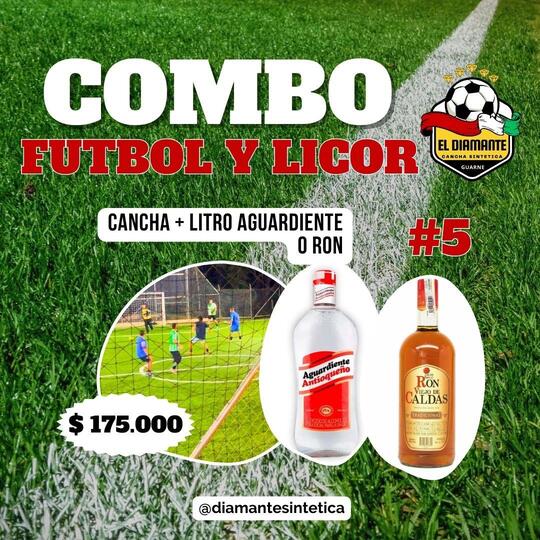 COMBO
FUTBOL Y LICOR
EL DIAMANTE
CANCHA SINTETICA
GUARNE
CANCHA + LITRO AGUARDIENTE
O RON
#5
Aguardiente
Antioqueño
RON
VIEJO DE
CALDAS
TRADICIONAL
$ 175.000
@diamantesintetica